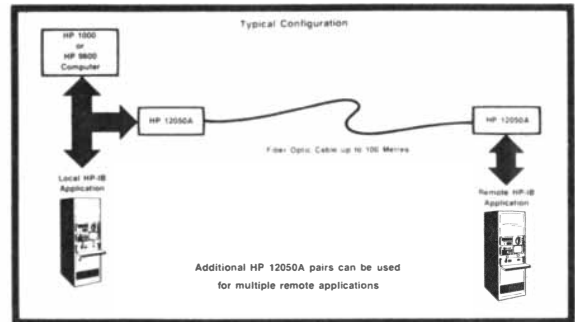 Typical Configuration
HP 1000
or
HP 9800
Computer
HP 12050A
HP 12050A
Fiber Optic Cable up to 100 Metres
Local HP-IB
Application
Remote HP-IB
Application
Additional HP 12050A pairs can be used
for multiple remote applications